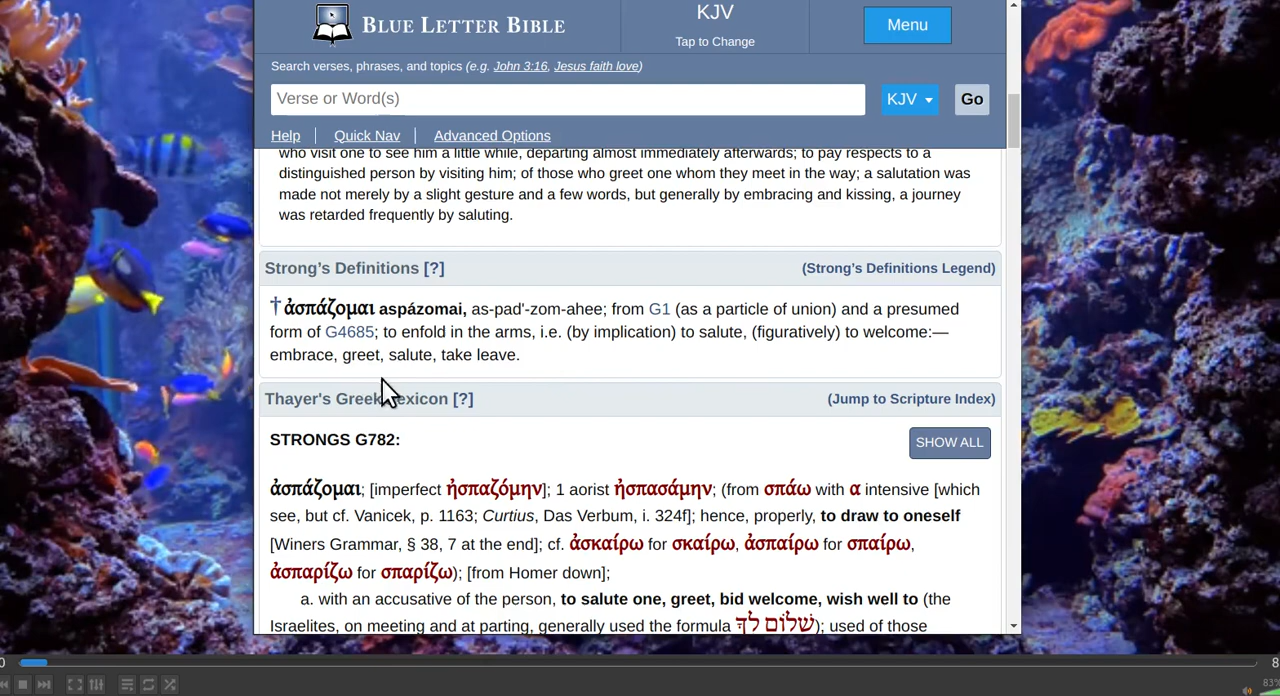 BLUE LETTER BIBLE
KJV
Tap to Change
Menu
Search verses, phrases, and topics (e.g. John 3:16, Jesus faith love)
Verse or Word(s)
KJV
Go
Help
Quick Nav
Advanced Options
who visit one to see him a little while, departing almost immediately afterwards; to pay respects to a
distinguished person by visiting him; of those who greet one whom they meet in the way; a salutation was
made not merely by a slight gesture and a few words, but generally by embracing and kissing, a journey
was retarded frequently by saluting.
Strong's Definitions [?]
(Strong's Definitions Legend)
† ἀσπάζομαι aspázomai, as-pad'-zom-ahee; from G1 (as a particle of union) and a presumed
form of G4685; to enfold in the arms, i.e. (by implication) to salute, (figuratively) to welcome:—
embrace, greet, salute, take leave.
Thayer's Greek Lexicon [?]
(Jump to Scripture Index)
STRONGS G782:
SHOW ALL
ἀσπάζομαι; [imperfect ἠσπαζόμην]; 1 aorist ἠσπασάμην; (from σπάω with α intensive [which
see, but cf. Vanicek, p. 1163; Curtius, Das Verbum, i. 324f]; hence, properly, to draw to oneself
[Winers Grammar, § 38, 7 at the end]; cf. ἀσκαίρω for σκαίρω, ἀσπαίρω for σπαίρω,
ἀσπαρίζω for σπαρίζω); [from Homer down];
a. with an accusative of the person, to salute one, greet, bid welcome, wish well to (the
Israelites, on meeting and at parting, generally used the formula שָׁלוֹם לְךָ); used of those
0
8
83%